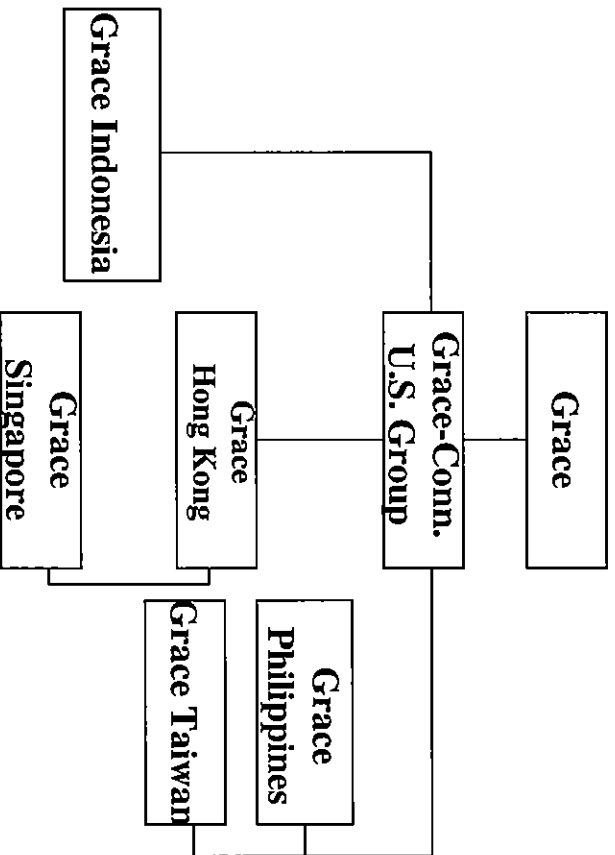 Grace
Grace-Conn.
U.S. Group
Grace Indonesia
Grace
Hong Kong
Grace
Singapore
Grace
Philippines
Grace Taiwan